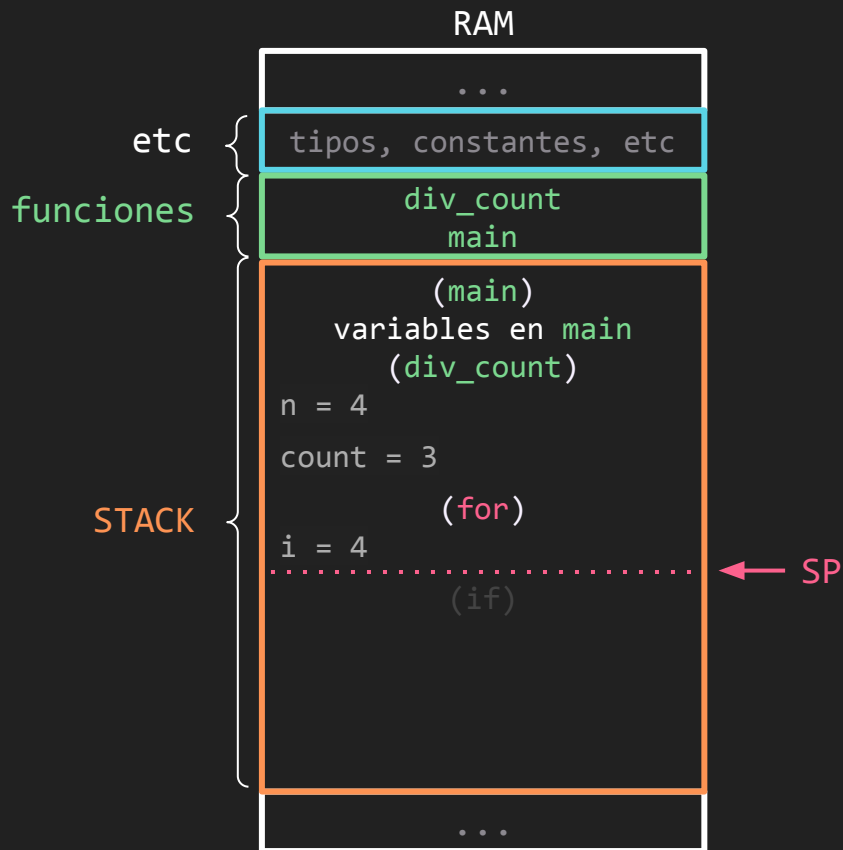 RAM
...
etc
tipos, constantes, etc
funciones
div_count
main
(main)
variables en main
(div_count)
n = 4
count = 3
(for)
STACK
i = 4
SP
(if)
...